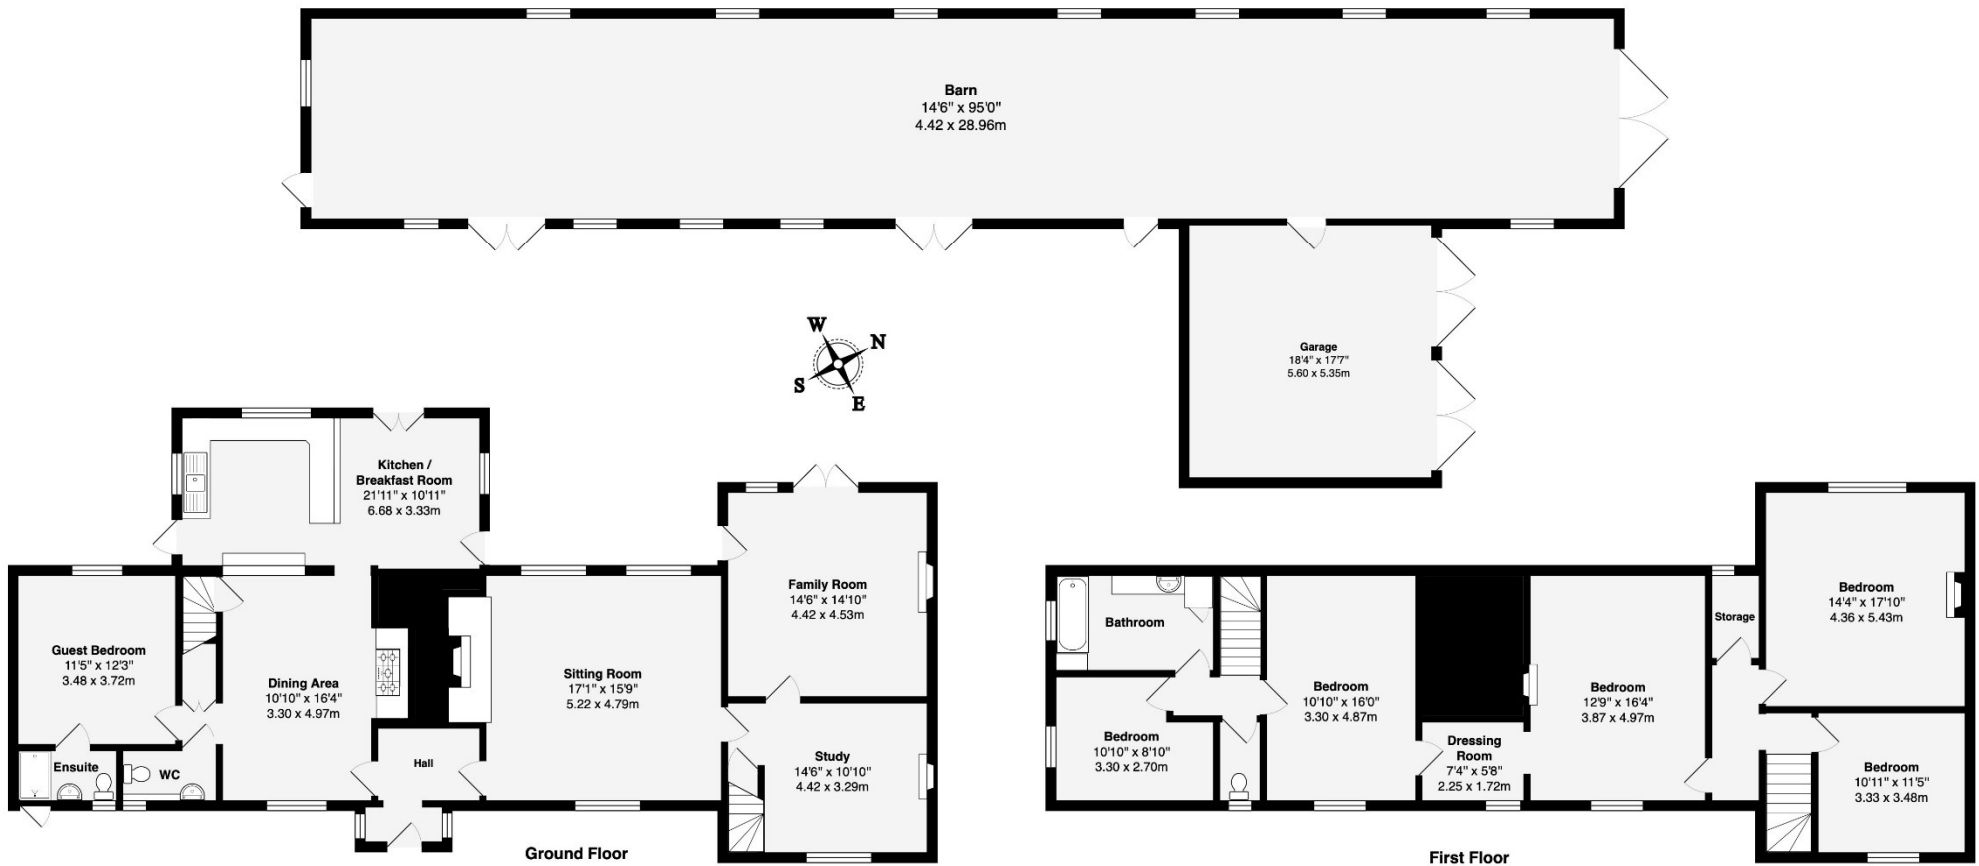 Barn
14'6" x 95'0"
4.42 x 28.96m
W
N
S
E
Garage
18'4" x 17'7"
5.60 x 5.35m
Kitchen /
Breakfast Room
21'11" x 10'11"
6.68 x 3.33m
Family Room
14'6" x 14'10"
4.42 x 4.53m
Guest Bedroom
11'5" x 12'3"
3.48 x 3.72m
Dining Area
10'10" x 16'4"
3.30 x 4.97m
Sitting Room
17'1" x 15'9"
5.22 x 4.79m
Ensuite
WC
Hall
Study
14'6" x 10'10"
4.42 x 3.29m
Ground Floor
Bathroom
Storage
Bedroom
14'4" x 17'10"
4.36 x 5.43m
Bedroom
10'10" x 16'0"
3.30 x 4.87m
Bedroom
12'9" x 16'4"
3.87 x 4.97m
Bedroom
10'10" x 8'10"
3.30 x 2.70m
Dressing
Room
7'4" x 5'8"
2.25 x 1.72m
Bedroom
10'11" x 11'5"
3.33 x 3.48m
First Floor